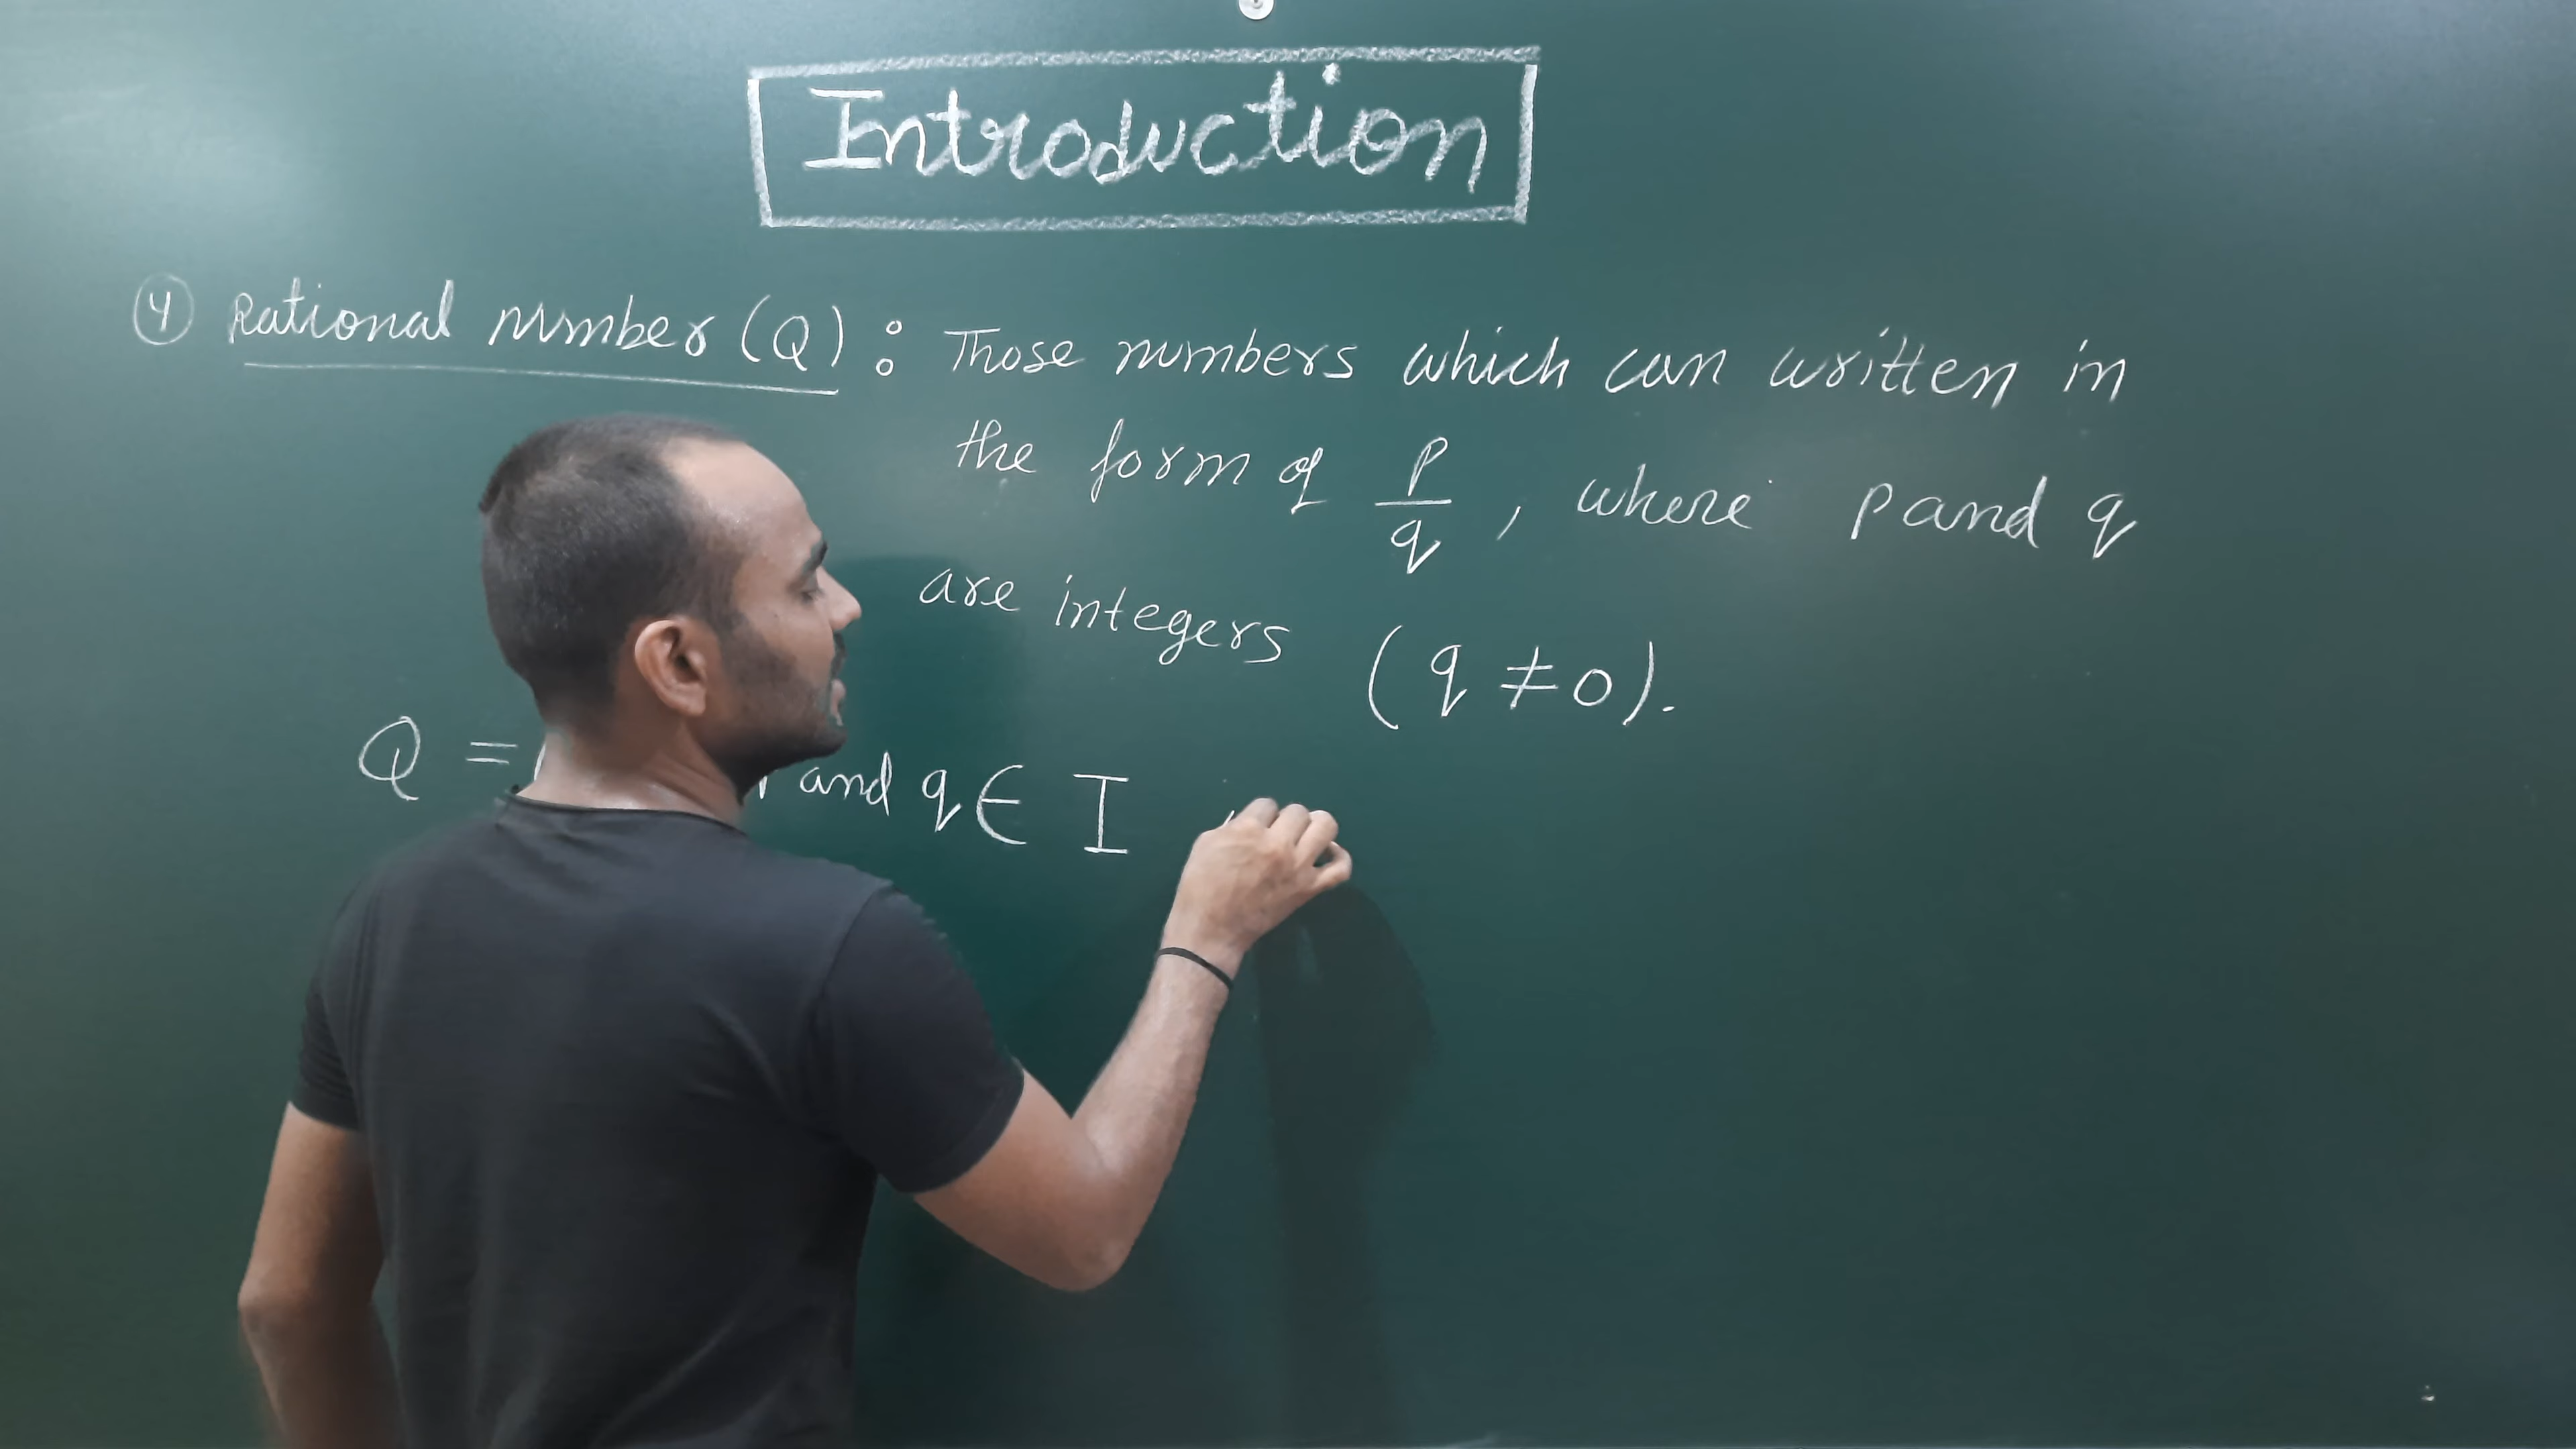 Introduction
④ Rational number (Q) : Those numbers which can written in
the form of p/q , where p and q
are integers (q ≠ 0).
Q = and q ∈ I